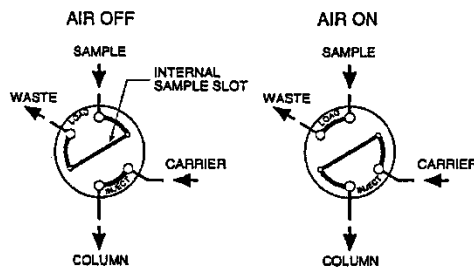 AIR OFF
AIR ON
SAMPLE
SAMPLE
INTERNAL
SAMPLE SLOT
WASTE
WASTE
LOAD
LOAD
CARRIER
CARRIER
INJECT
INJECT
COLUMN
COLUMN